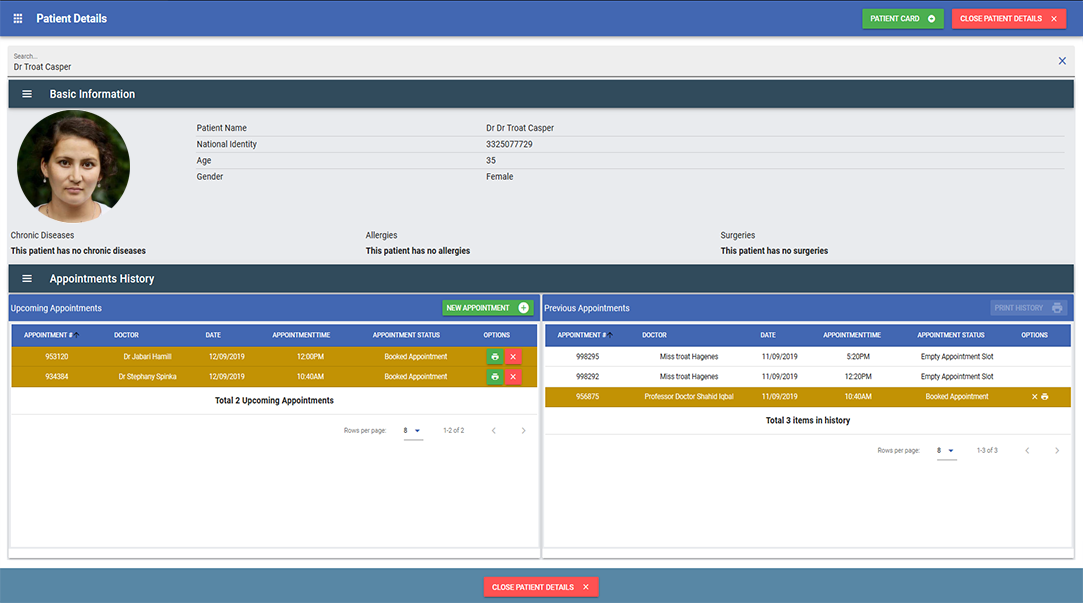 Patient Details
PATIENT CARD
CLOSE PATIENT DETAILS
Search...
Dr Troat Casper
Basic Information
Patient Name Dr Dr Troat Casper
National Identity 3325077729
Age 35
Gender Female
Chronic Diseases Allergies Surgeries
This patient has no chronic diseases This patient has no allergies This patient has no surgeries
Appointments History
Upcoming Appointments
NEW APPOINTMENT
APPOINTMENT # DOCTOR DATE APPOINTMENTTIME APPOINTMENT STATUS OPTIONS
953120 Dr Jabari Hamill 12/09/2019 12:00PM Booked Appointment
934384 Dr Stephany Spinka 12/09/2019 10:40AM Booked Appointment
Total 2 Upcoming Appointments
Rows per page: 8 1-2 of 2
Previous Appointments
PRINT HISTORY
APPOINTMENT # DOCTOR DATE APPOINTMENTTIME APPOINTMENT STATUS OPTIONS
998295 Miss troat Hagenes 11/09/2019 5:20PM Empty Appointment Slot
998292 Miss troat Hagenes 11/09/2019 12:20PM Empty Appointment Slot
956875 Professor Doctor Shahid Iqbal 11/09/2019 10:40AM Booked Appointment
Total 3 items in history
Rows per page: 8 1-3 of 3
CLOSE PATIENT DETAILS